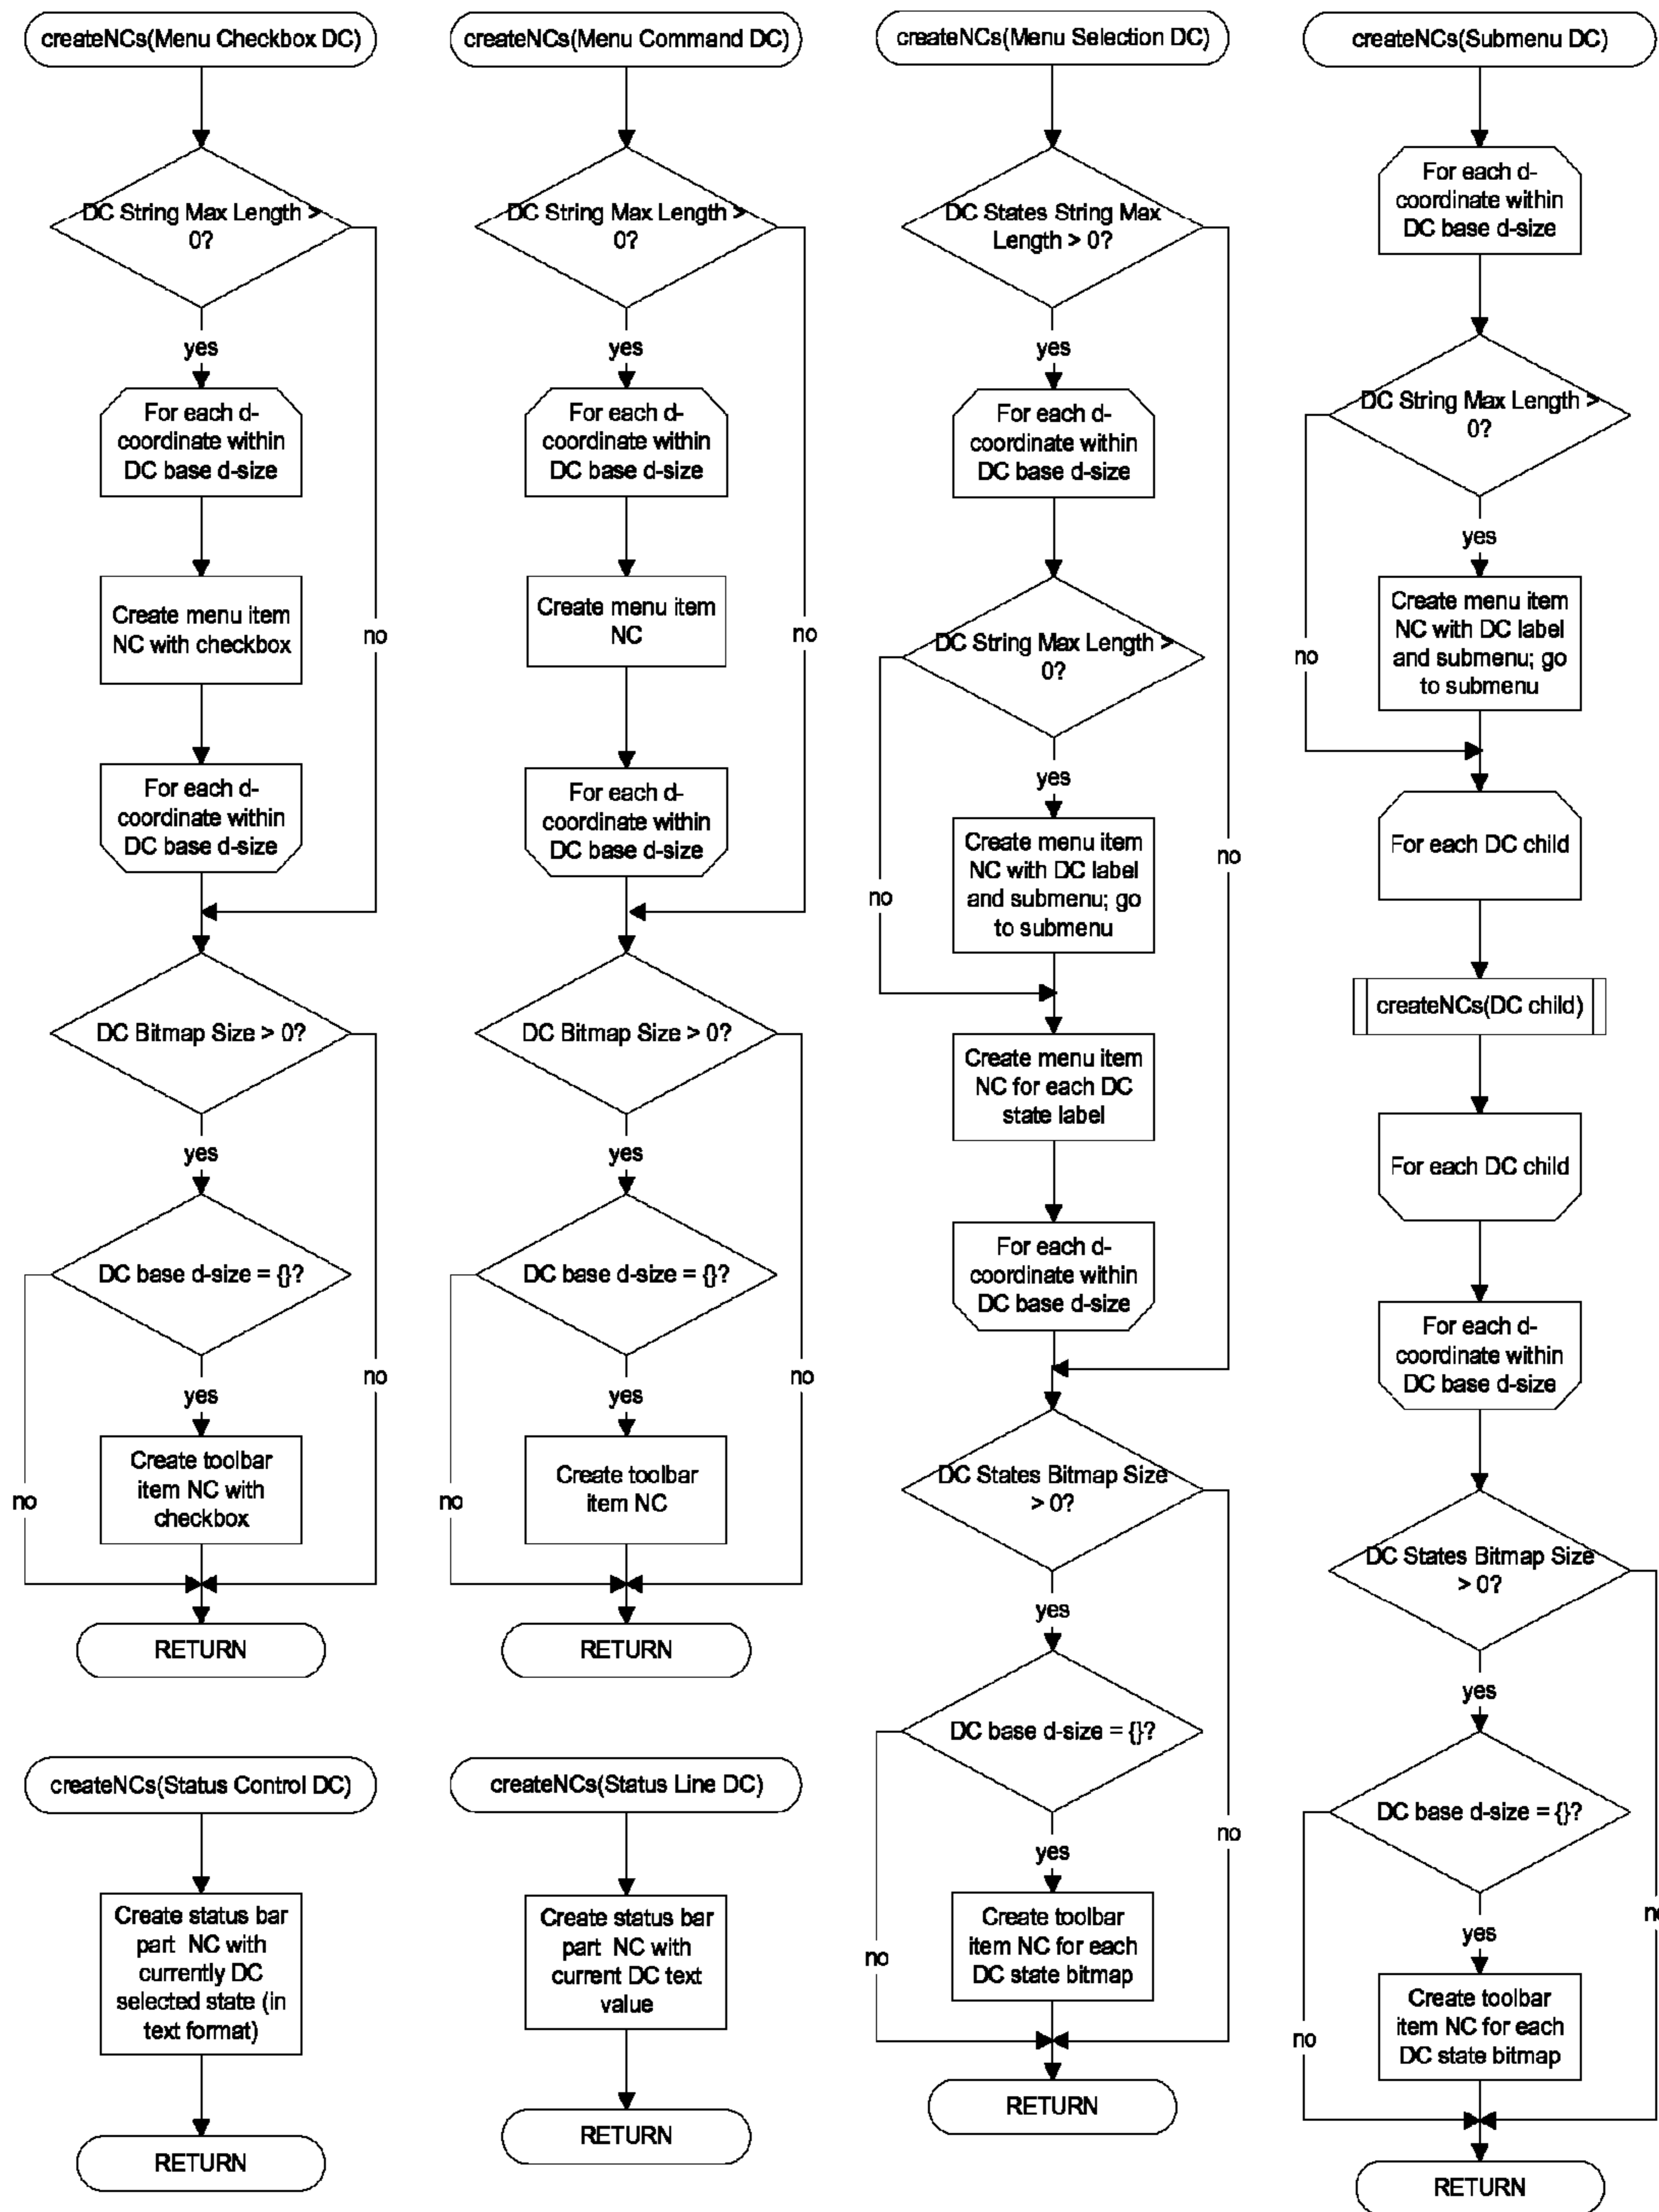 createNCs(Menu Checkbox DC)
DC String Max Length >
0?
yes
For each d-
coordinate within
DC base d-size
Create menu item
NC with checkbox
no
For each d-
coordinate within
DC base d-size
DC Bitmap Size > 0?
yes
DC base d-size = {}?
no
yes
no
Create toolbar
item NC with
checkbox
RETURN
createNCs(Menu Command DC)
DC String Max Length >
0?
yes
For each d-
coordinate within
DC base d-size
Create menu item
NC
no
For each d-
coordinate within
DC base d-size
DC Bitmap Size > 0?
yes
DC base d-size = {}?
no
yes
no
Create toolbar
item NC
RETURN
createNCs(Menu Selection DC)
DC States String Max
Length > 0?
yes
For each d-
coordinate within
DC base d-size
DC String Max Length >
0?
yes
no
no
Create menu item
NC with DC label
and submenu; go
to submenu
Create menu item
NC for each DC
state label
For each d-
coordinate within
DC base d-size
DC States Bitmap Size
> 0?
yes
DC base d-size = {}?
no
yes
no
Create toolbar
item NC for each
DC state bitmap
RETURN
createNCs(Submenu DC)
For each d-
coordinate within
DC base d-size
DC String Max Length >
0?
yes
no
Create menu item
NC with DC label
and submenu; go
to submenu
For each DC child
createNCs(DC child)
For each DC child
For each d-
coordinate within
DC base d-size
DC States Bitmap Size
> 0?
yes
DC base d-size = {}?
yes
no
Create toolbar
item NC for each
DC state bitmap
RETURN
createNCs(Status Control DC)
Create status bar
part NC with
currently DC
selected state (in
text format)
RETURN
createNCs(Status Line DC)
Create status bar
part NC with
current DC text
value
RETURN